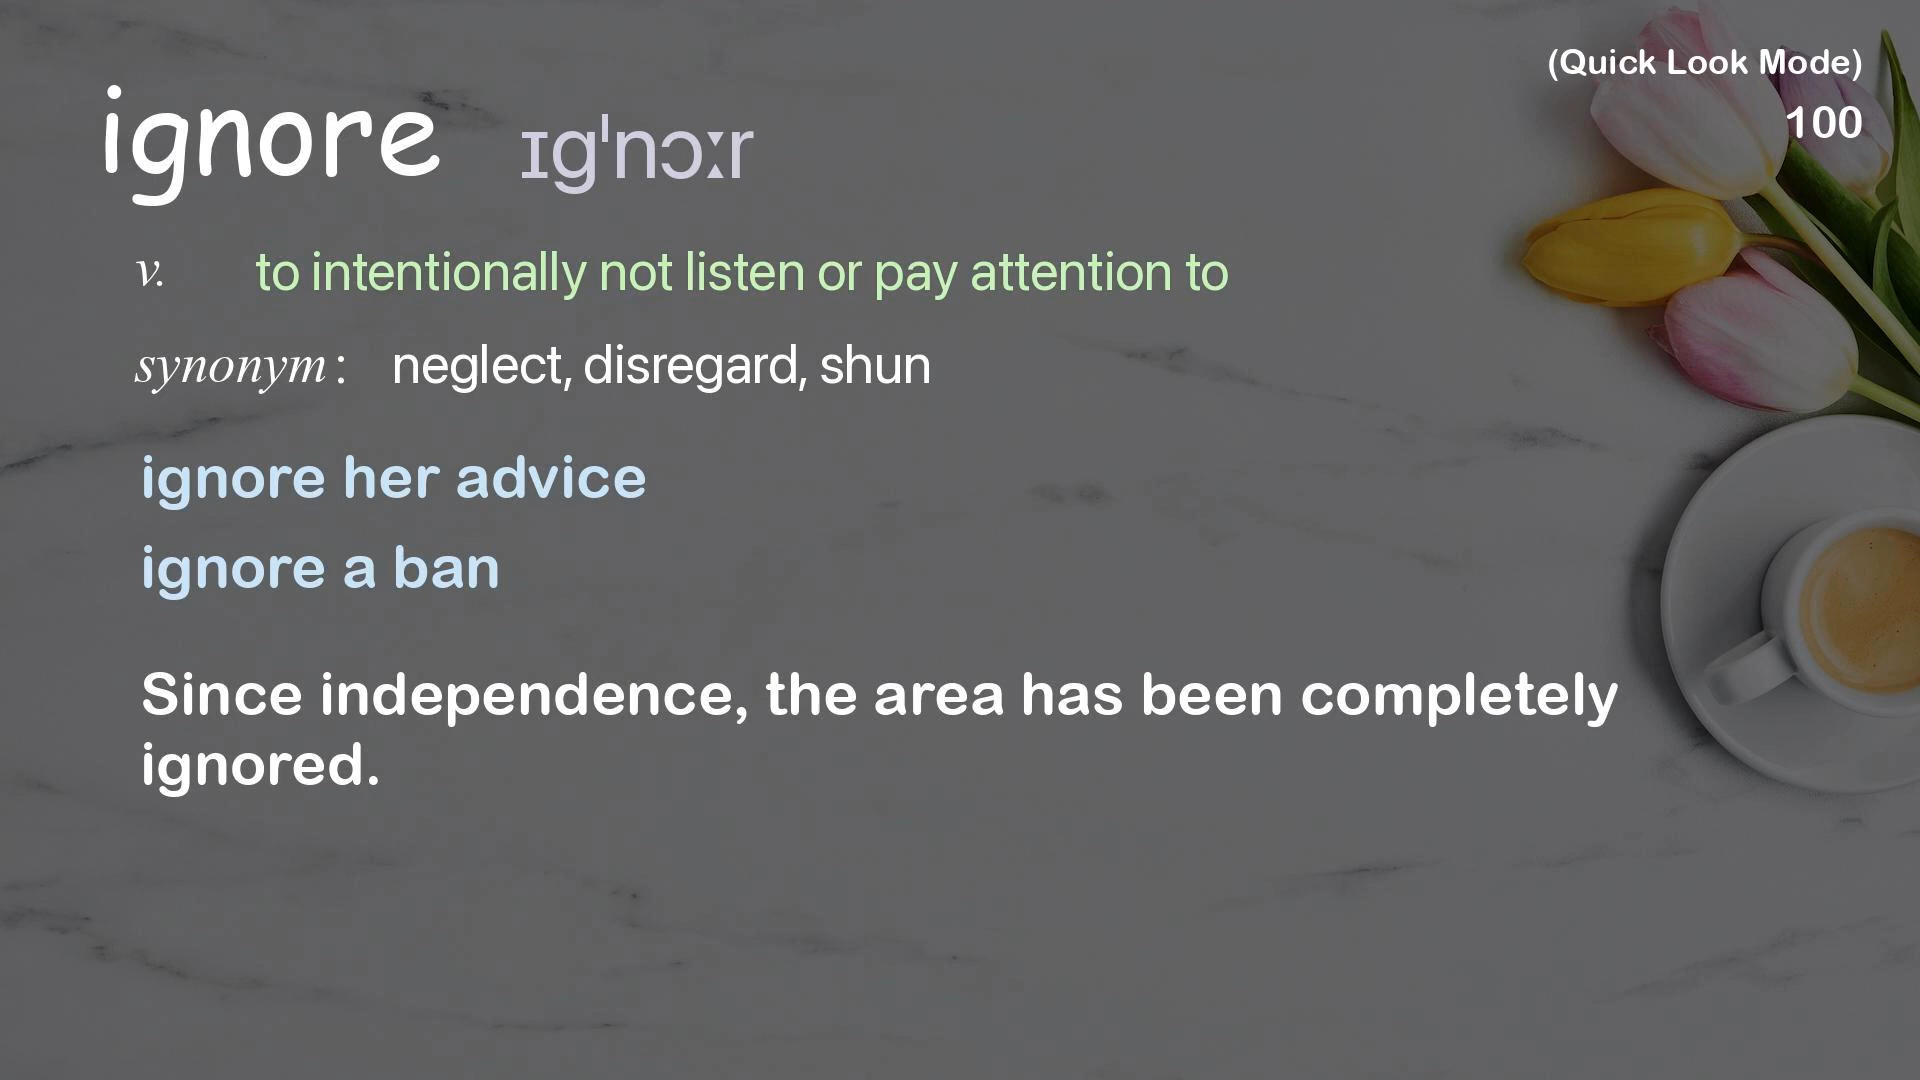 (Quick Look Mode)
100
ignore ɪgˈnɔːr
v. to intentionally not listen or pay attention to
synonym: neglect, disregard, shun
ignore her advice
ignore a ban
Since independence, the area has been completely
ignored.